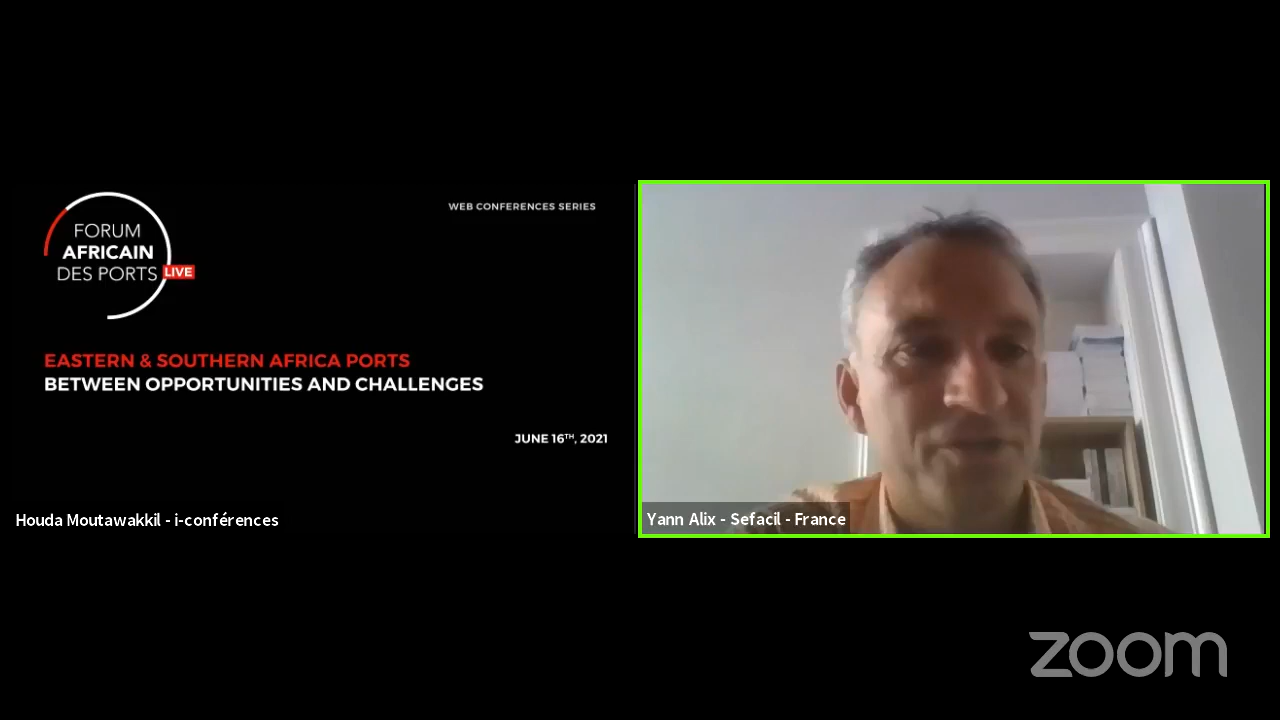 FORUM
AFRICAIN
DES PORTS LIVE
WEB CONFERENCES SERIES
EASTERN & SOUTHERN AFRICA PORTS
BETWEEN OPPORTUNITIES AND CHALLENGES
JUNE 16TH, 2021
Houda Moutawakkil - i-conférences
Yann Alix - Sefacil - France
zoom